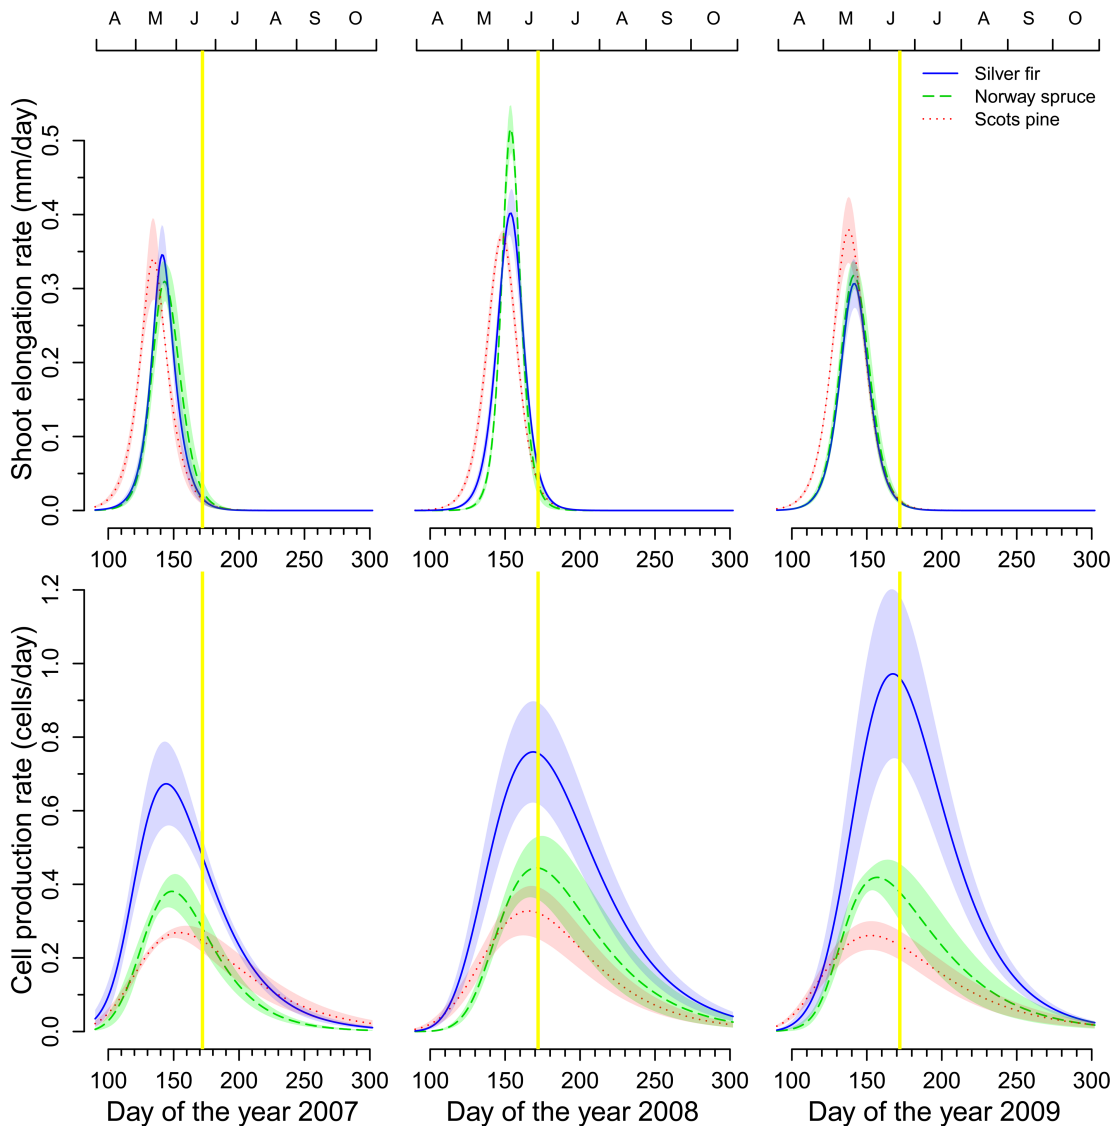 A M J J A S O
A M J J A S O
A M J J A S O
Silver fir
Norway spruce
Scots pine
Shoot elongation rate (mm/day)
0.5
0.4
0.3
0.2
0.1
0.0
100 150 200 250 300
100 150 200 250 300
100 150 200 250 300
Cell production rate (cells/day)
1.2
1.0
0.8
0.6
0.4
0.2
0.0
100 150 200 250 300
100 150 200 250 300
100 150 200 250 300
Day of the year 2007
Day of the year 2008
Day of the year 2009